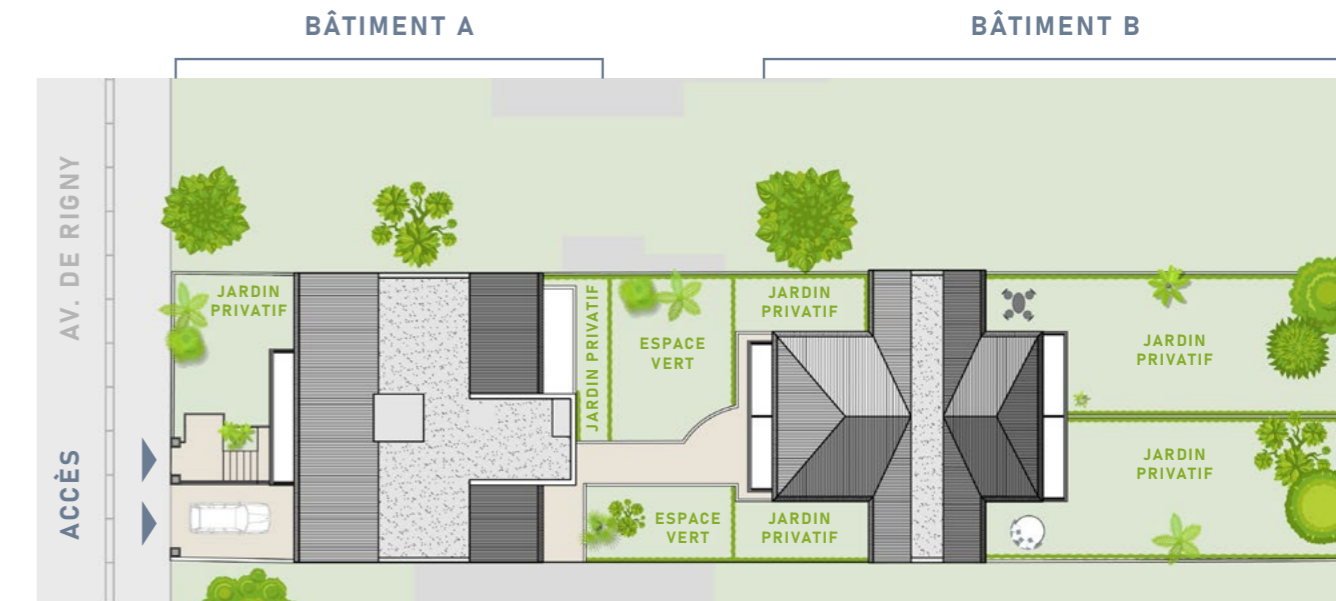 BÂTIMENT A
BÂTIMENT B
AV. DE RIGNY
ACCÈS
JARDIN
PRIVATIF
JARDIN PRIVATIF
ESPACE
VERT
JARDIN
PRIVATIF
JARDIN
PRIVATIF
ESPACE
VERT
JARDIN
PRIVATIF
JARDIN
PRIVATIF